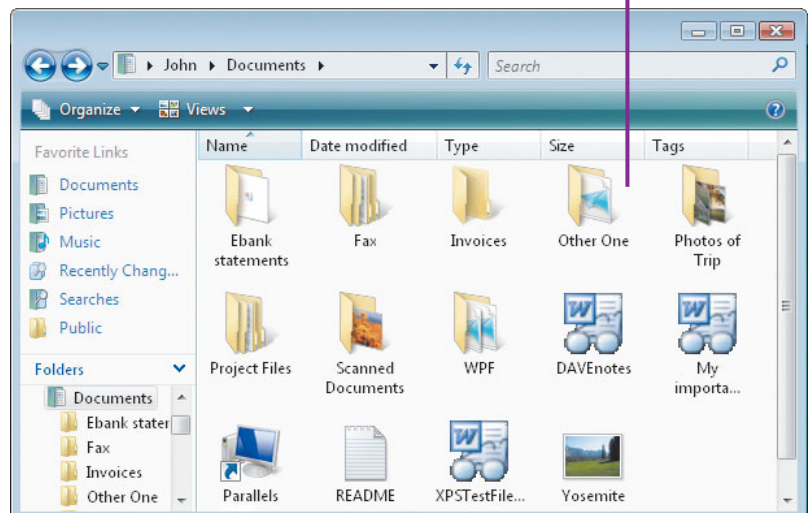 John Documents Search
Organize Views
Favorite Links
Documents
Pictures
Music
Recently Chang...
Searches
Public
Folders
Documents
Ebank stater
Fax
Invoices
Other One
Name Date modified Type Size Tags
Ebank statements
Fax
Invoices
Other One
Photos of Trip
Project Files
Scanned Documents
WPF
DAVEnotes
My importa...
Parallels
README
XPSTestFile...
Yosemite